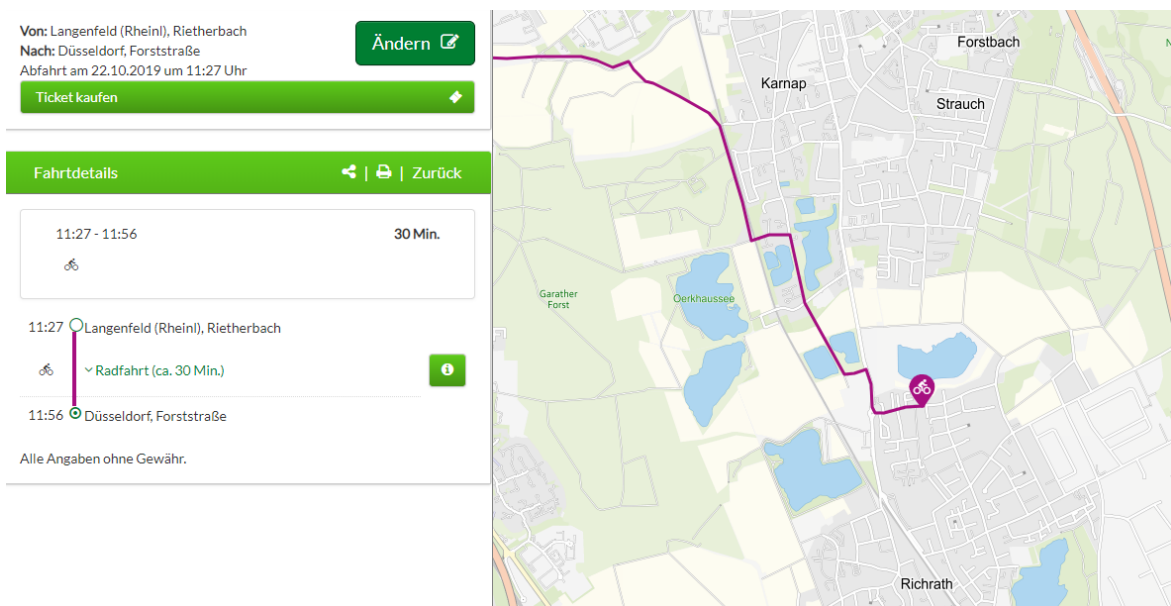 Von: Langenfeld (Rheinl), Rietherbach
Nach: Düsseldorf, Forststraße
Abfahrt am 22.10.2019 um 11:27 Uhr
Ändern
Ticket kaufen
Fahrtdetails
| | Zurück
11:27 - 11:56 30 Min.
11:27 Langenfeld (Rheinl), Rietherbach
Radfahrt (ca. 30 Min.)
11:56 Düsseldorf, Forststraße
Alle Angaben ohne Gewähr.
Forstbach
Karnap
Strauch
Garather
Forst
Oerkhaussee
Richrath